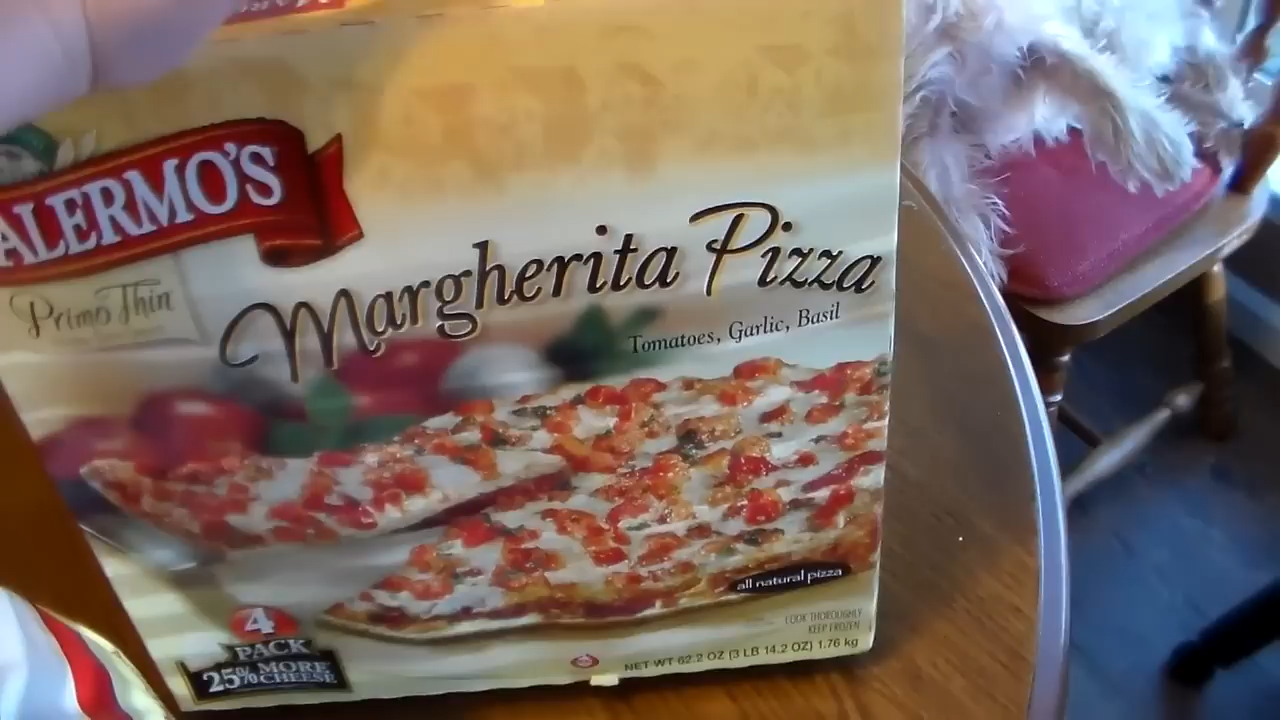 ALERMO'S
Primo Thin
Margherita Pizza
Tomatoes, Garlic, Basil
all natural pizza
COOK THOROUGHLY
KEEP FROZEN
4
PACK
25% MORE
CHEESE
NET WT 62.2 OZ (3 LB 14.2 OZ) 1.76 kg